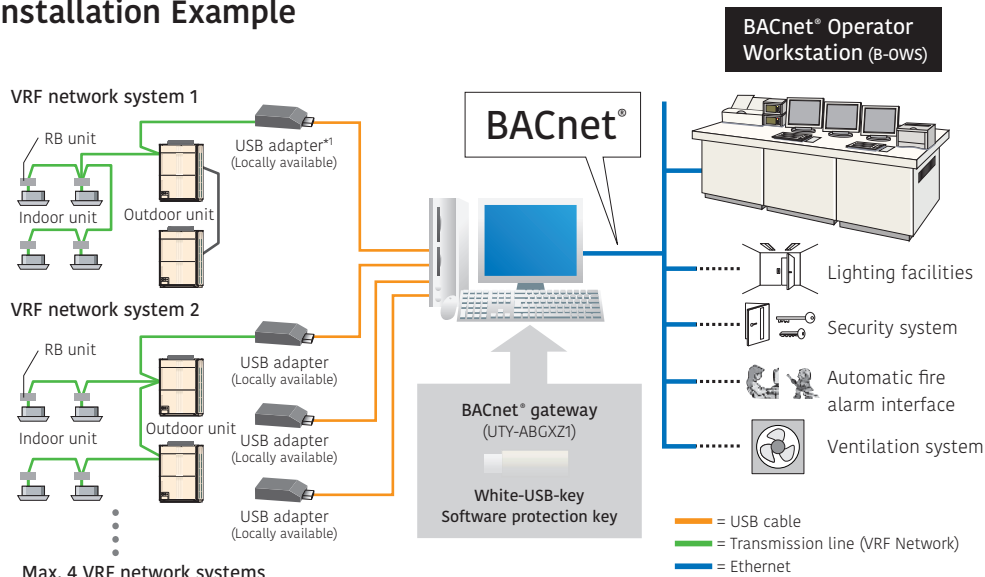 nstallation Example
BACnet® Operator
Workstation (B-OWS)
VRF network system 1
RB unit
USB adapter*1
(Locally available)
Indoor unit
Outdoor unit
BACnet®
Lighting facilities
VRF network system 2
RB unit
USB adapter
(Locally available)
Security system
Indoor unit
Outdoor unit
USB adapter
(Locally available)
BACnet® gateway
(UTY-ABGXZ1)
White-USB-key
Software protection key
Automatic fire
alarm interface
Ventilation system
USB adapter
(Locally available)
= USB cable
= Transmission line (VRF Network)
= Ethernet
Max. 4 VRF network systems